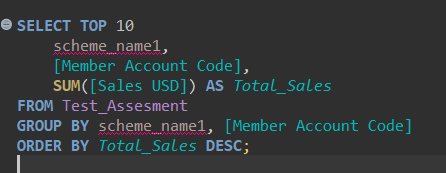 SELECT TOP 10
scheme_name1,
[Member Account Code],
SUM([Sales USD]) AS Total_Sales
FROM Test_Assesment
GROUP BY scheme_name1, [Member Account Code]
ORDER BY Total_Sales DESC;